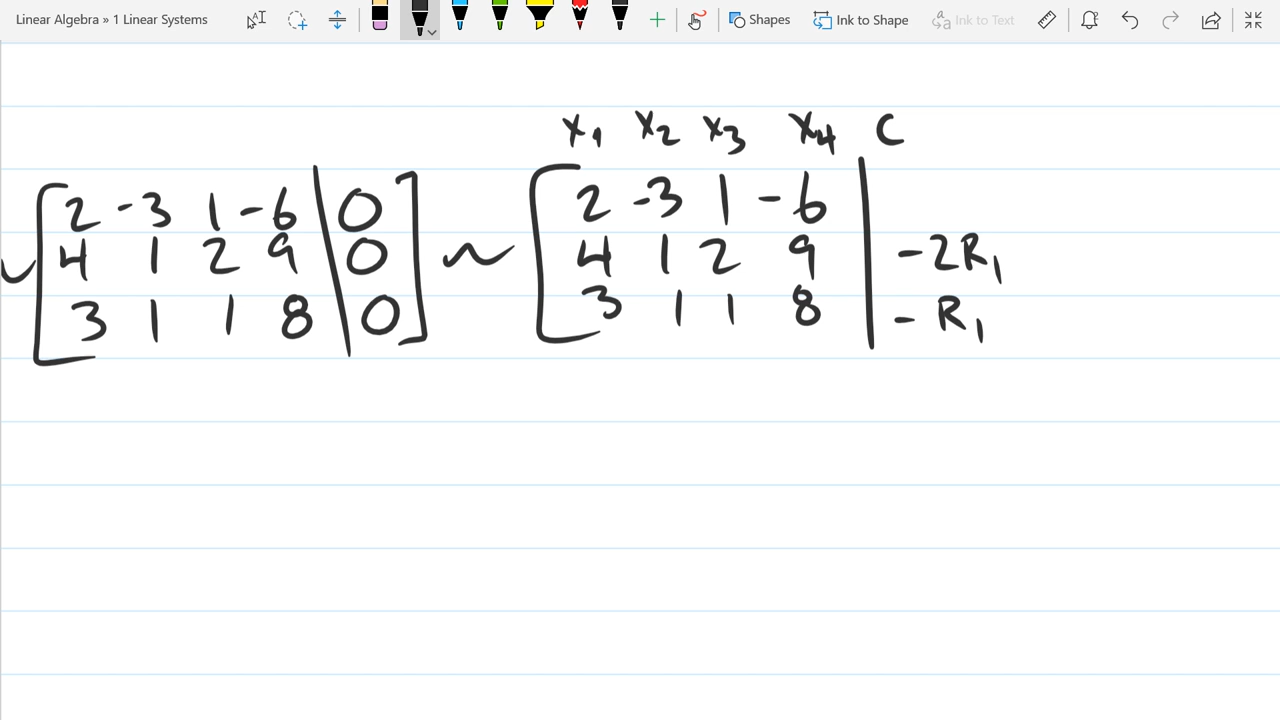 Linear Algebra » 1 Linear Systems
Shapes
Ink to Shape
Ink to Text
x1 x2 x3 x4 C
2 -3 1 -6 | 0
4 1 2 9 | 0
3 1 1 8 | 0
~
2 -3 1 -6 |
4 1 2 9 | -2R1
3 1 1 8 | -R1